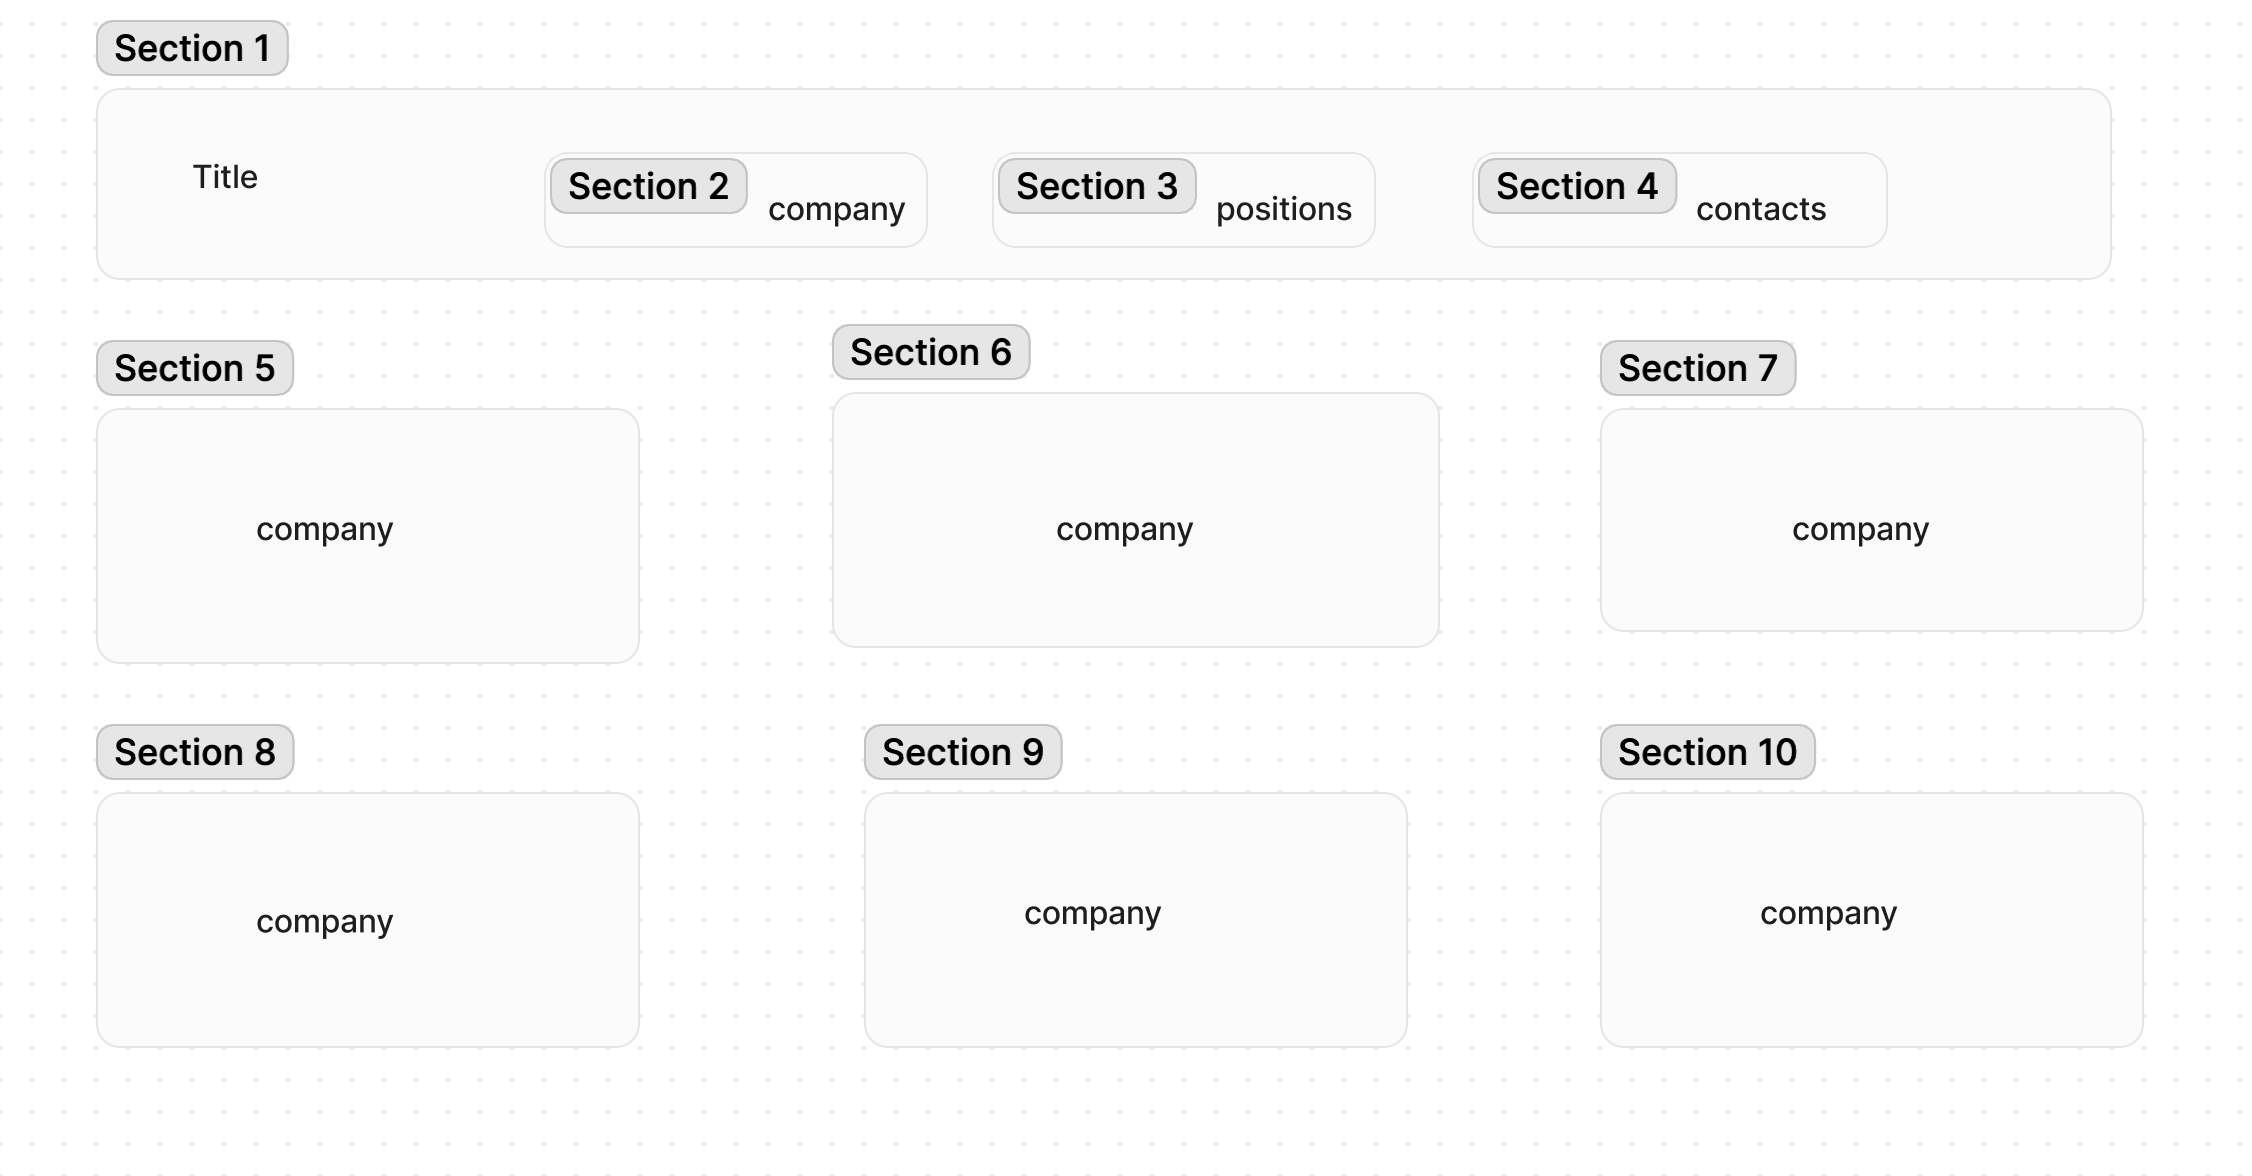 Section 1
Title
Section 2
company
Section 3
positions
Section 4
contacts
Section 5
company
Section 6
company
Section 7
company
Section 8
company
Section 9
company
Section 10
company